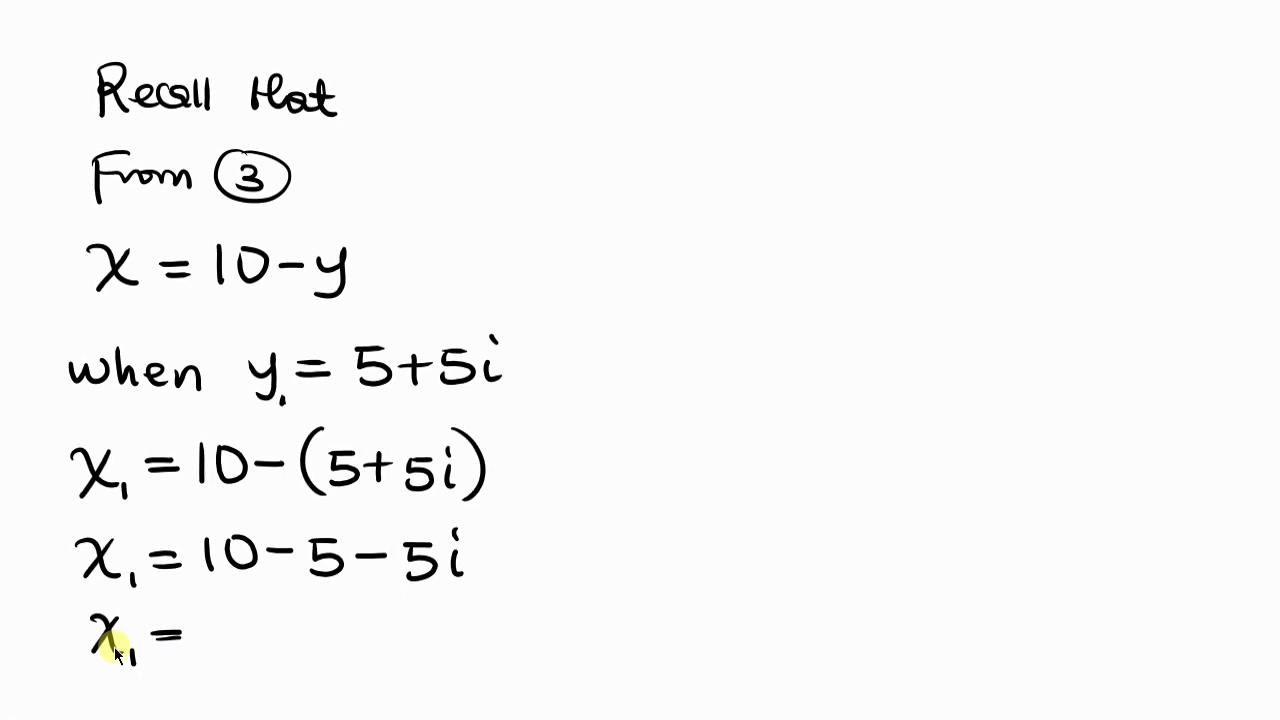 Recall that
From ③
x = 10 - y
when y₁ = 5+5i
x₁ = 10 - (5+5i)
x₁ = 10 - 5 - 5i
x₁ =